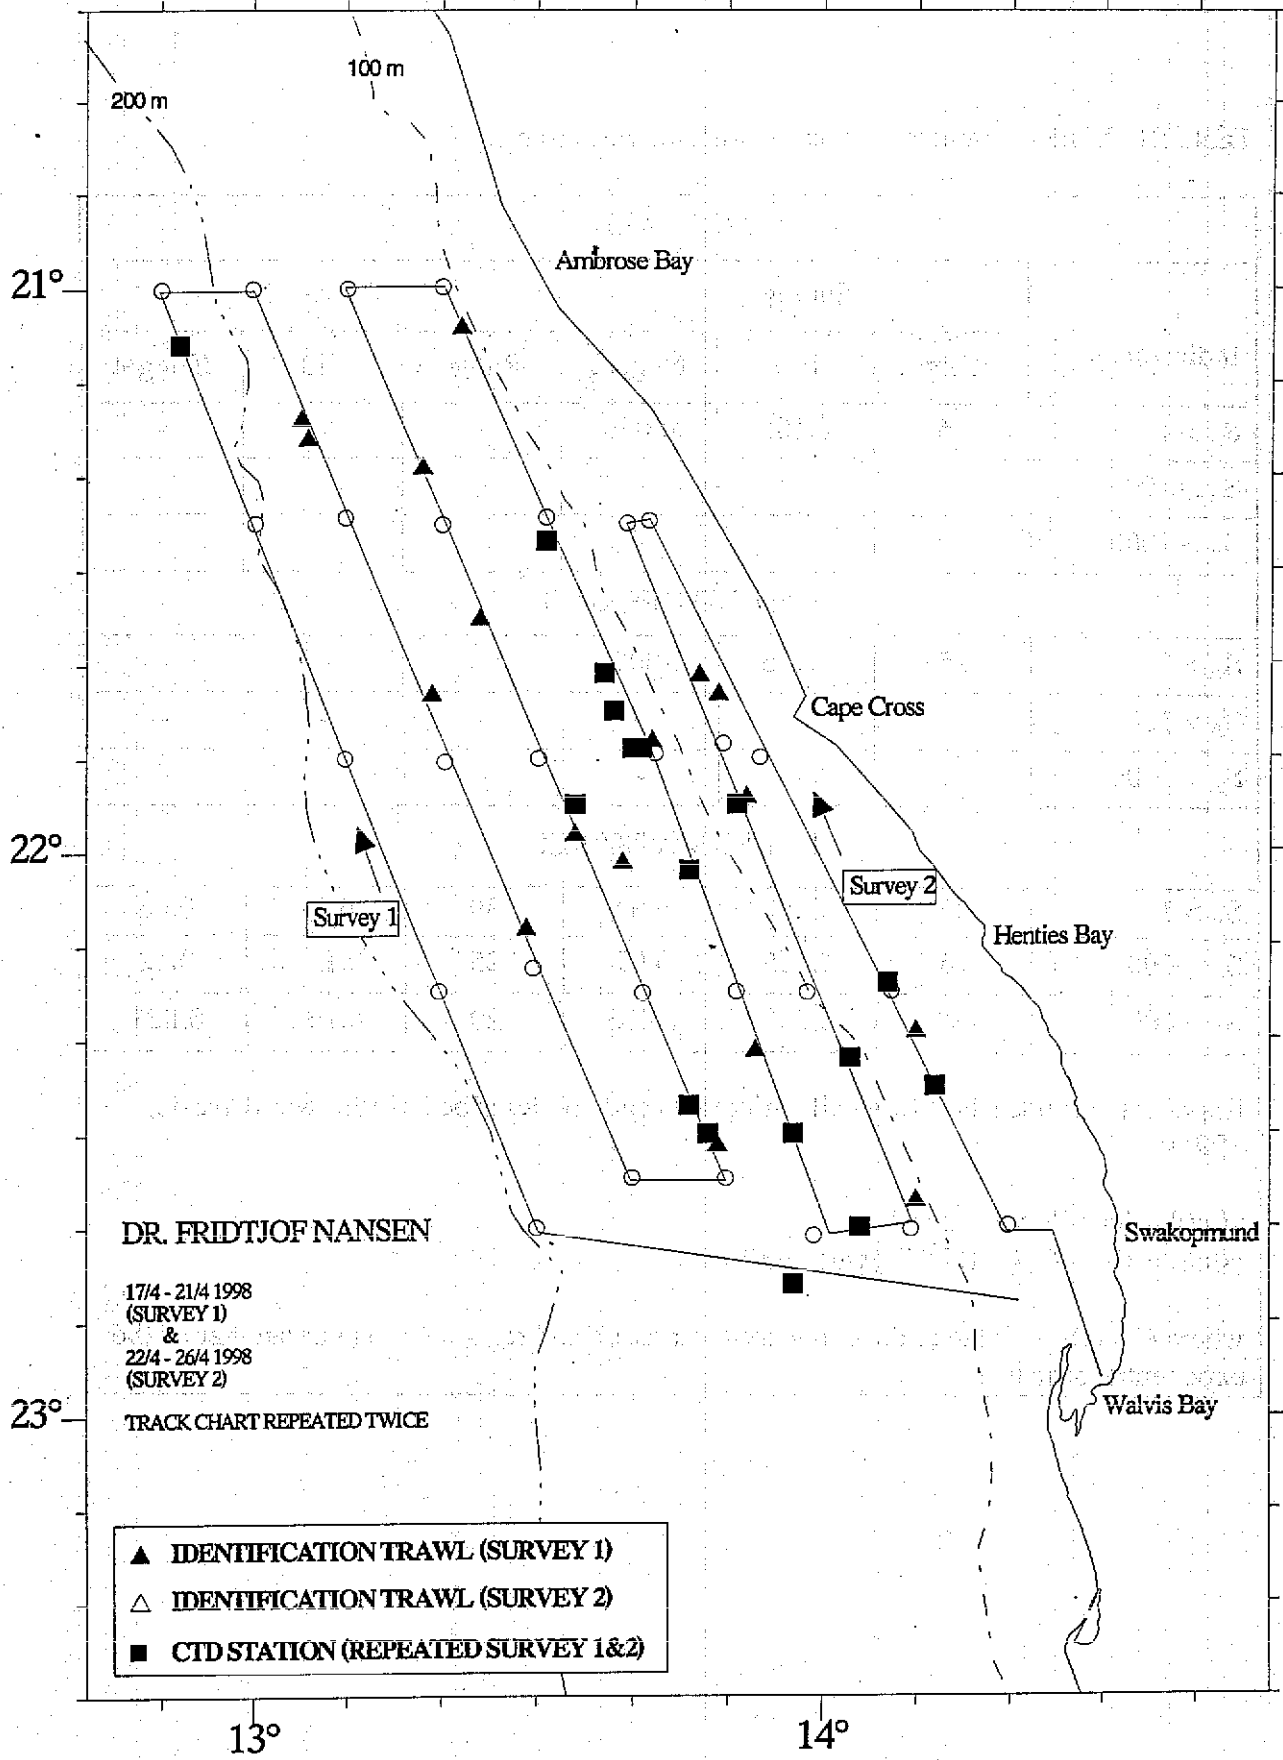 100 m
200 m
Ambrose Bay
21°
Cape Cross
22°
Survey 2
Survey 1
Henties Bay
DR. FRIDTJOF NANSEN
Swakopmund
17/4 - 21/4 1998
(SURVEY 1)
&
22/4 - 26/4 1998
(SURVEY 2)
Walvis Bay
23°
TRACK CHART REPEATED TWICE
IDENTIFICATION TRAWL (SURVEY 1)
IDENTIFICATION TRAWL (SURVEY 2)
CTD STATION (REPEATED SURVEY 1&2)
13°
14°